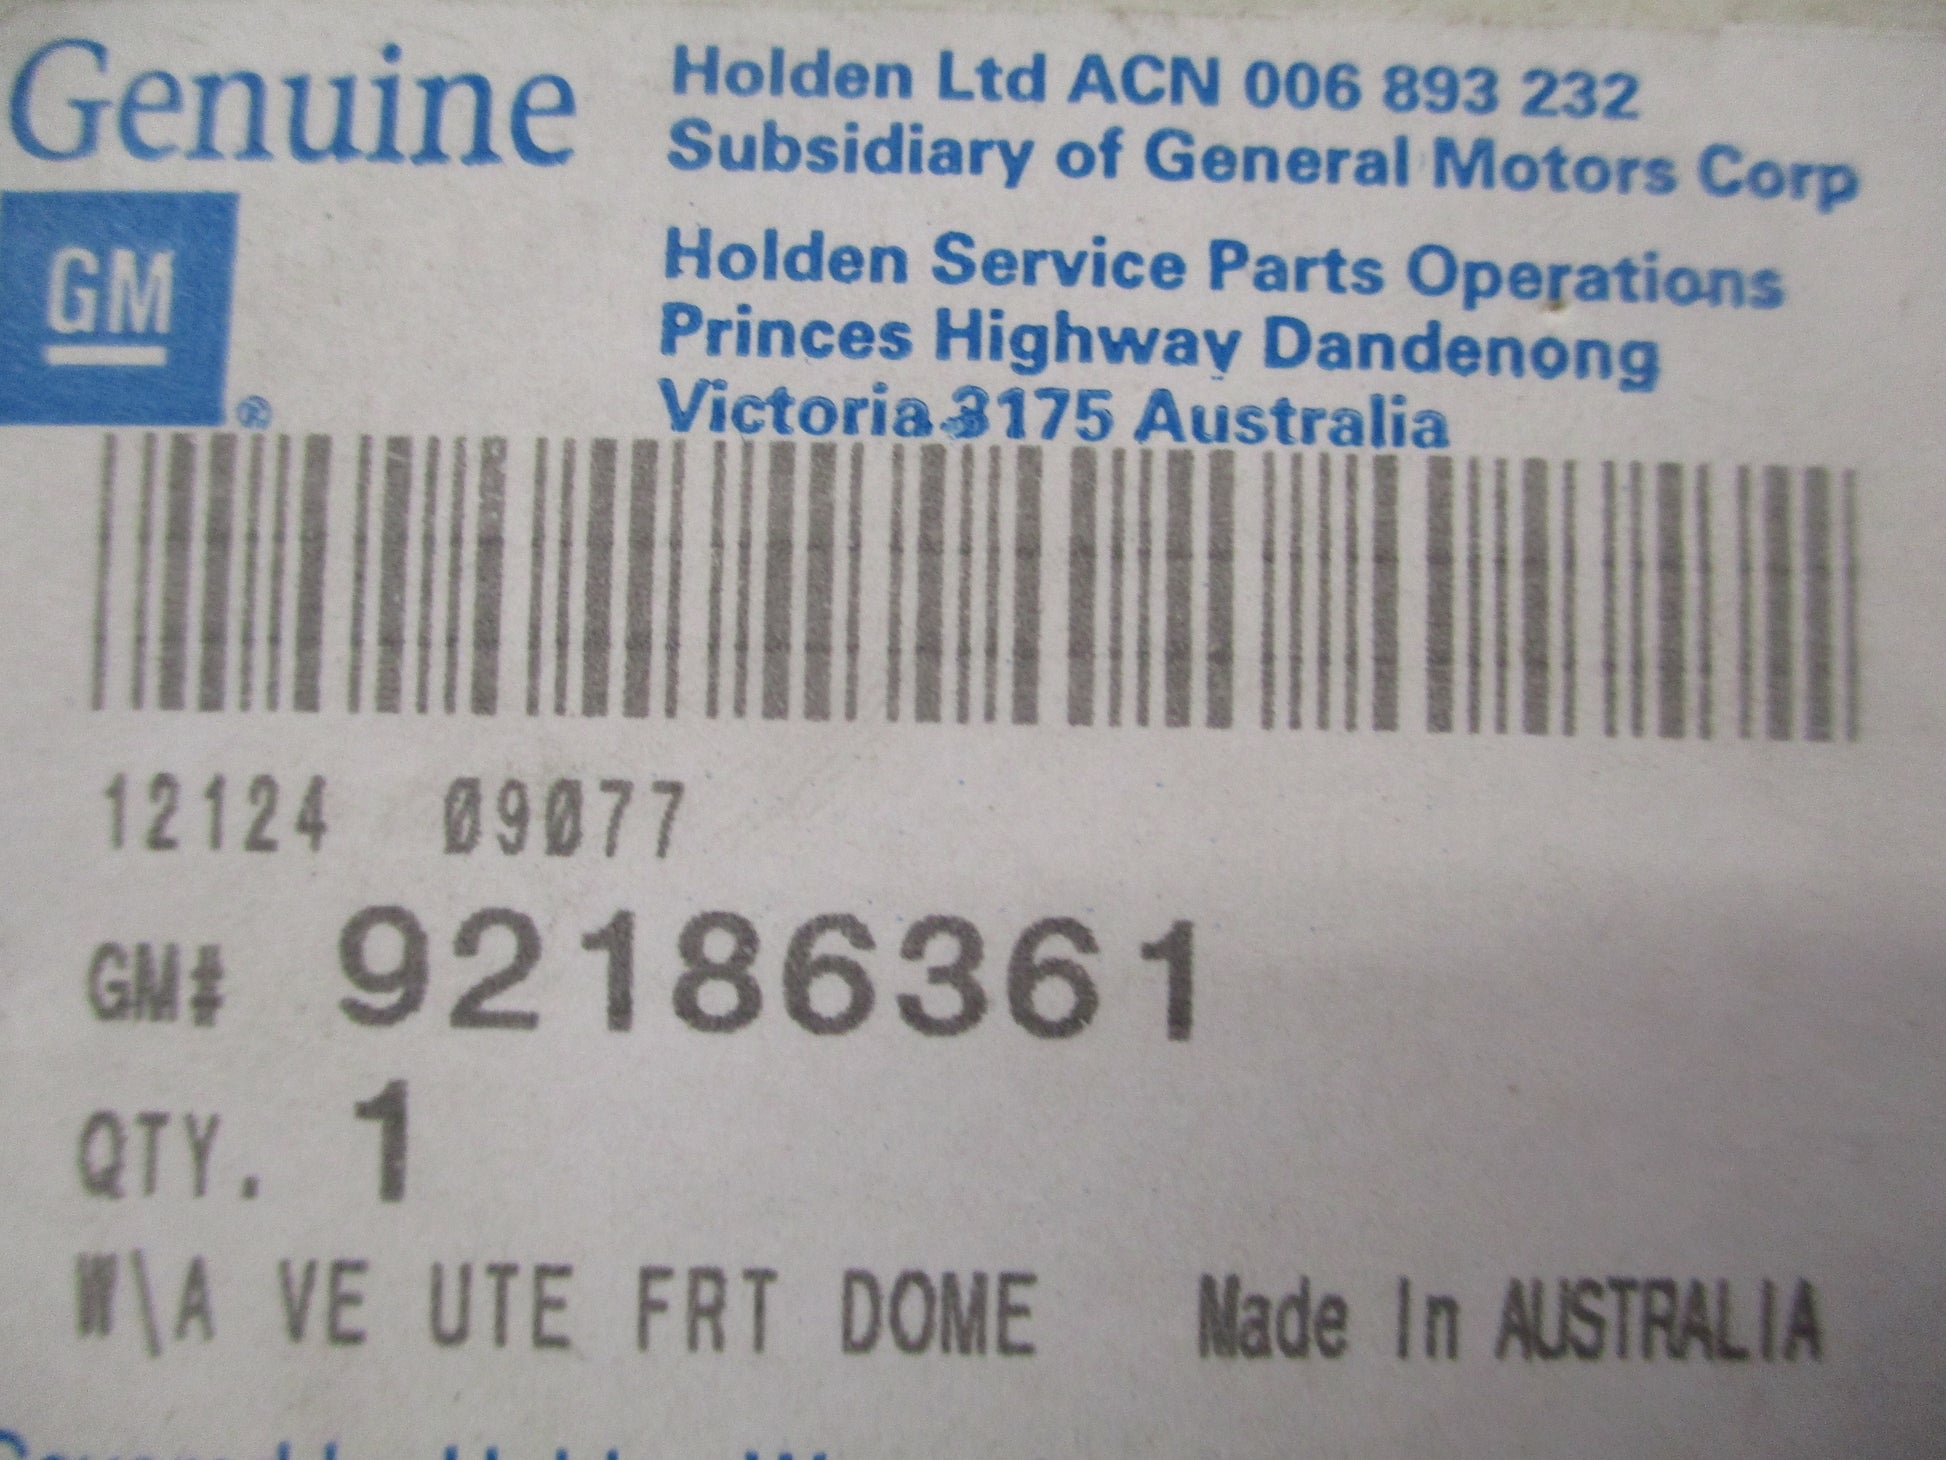 Genuine
GM
®
Holden Ltd ACN 006 893 232
Subsidiary of General Motors Corp
Holden Service Parts Operations
Princes Highway Dandenong
Victoria 3175 Australia
12124 09077
GM# 92186361
QTY. 1
W\A VE UTE FRT DOME Made In AUSTRALIA